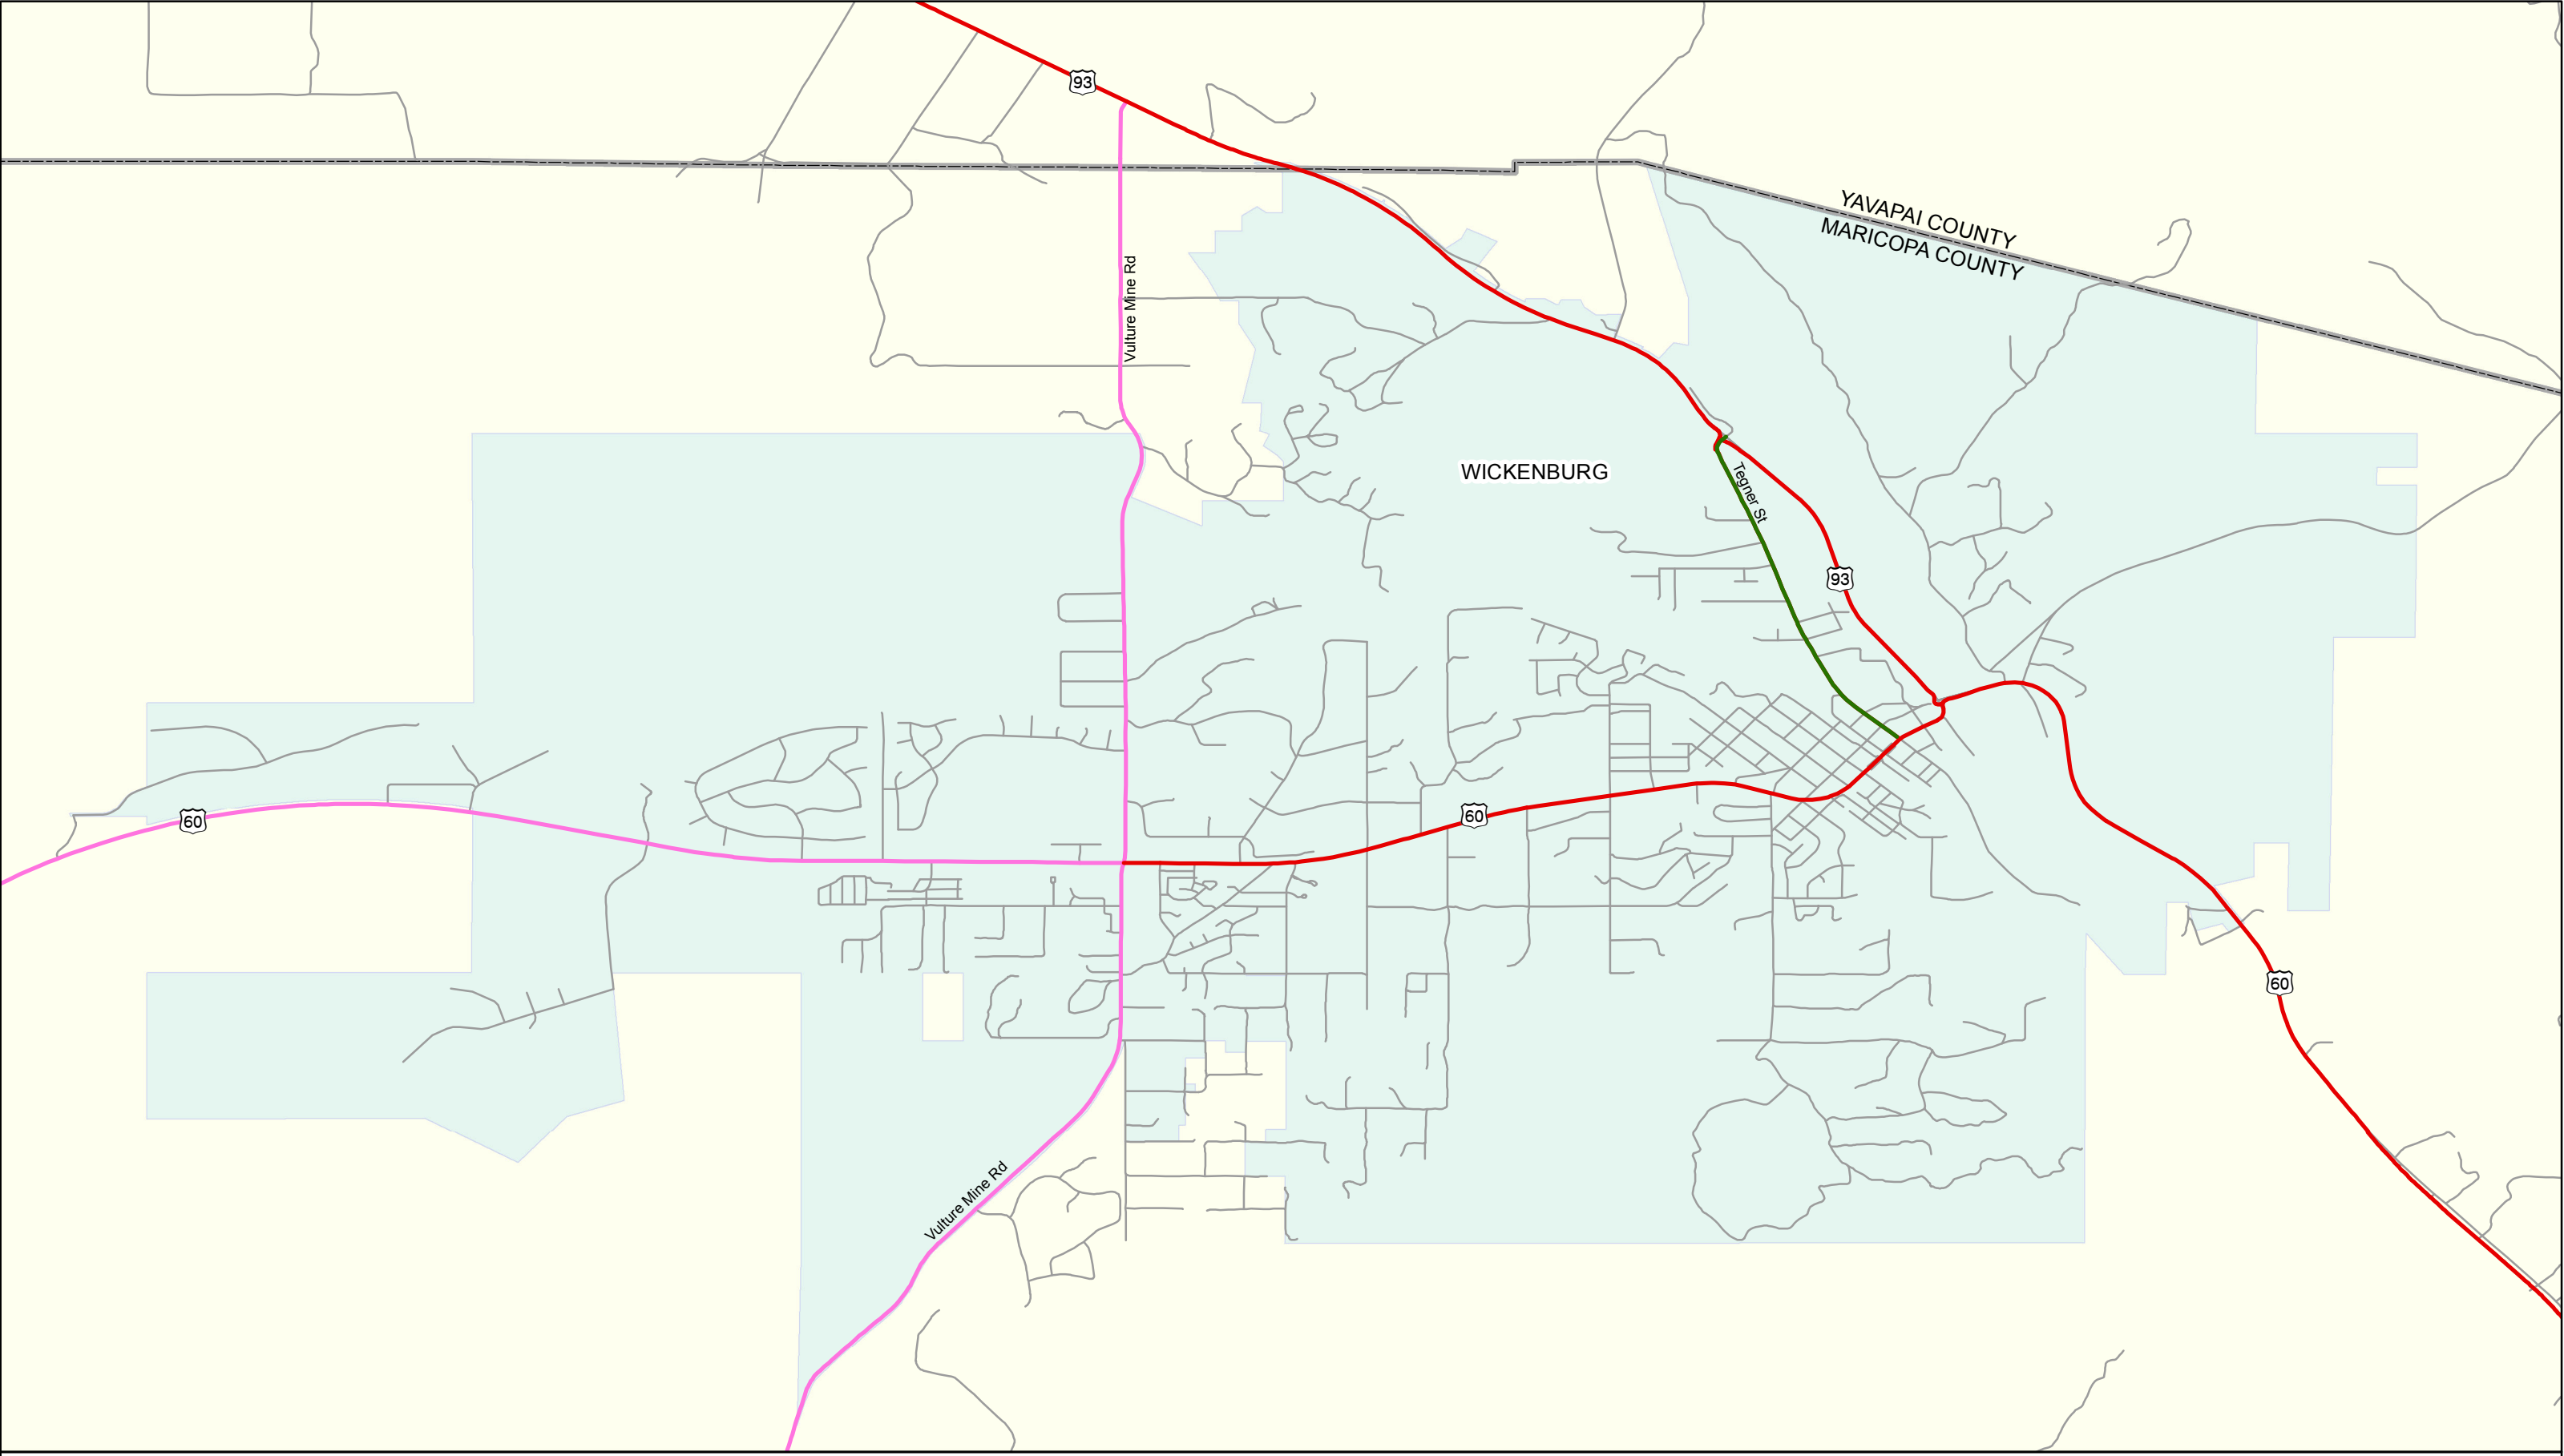 93
YAVAPAI COUNTY
MARICOPA COUNTY
Vulture Mine Rd
WICKENBURG
Tegner St
93
60
60
60
Vulture Mine Rd